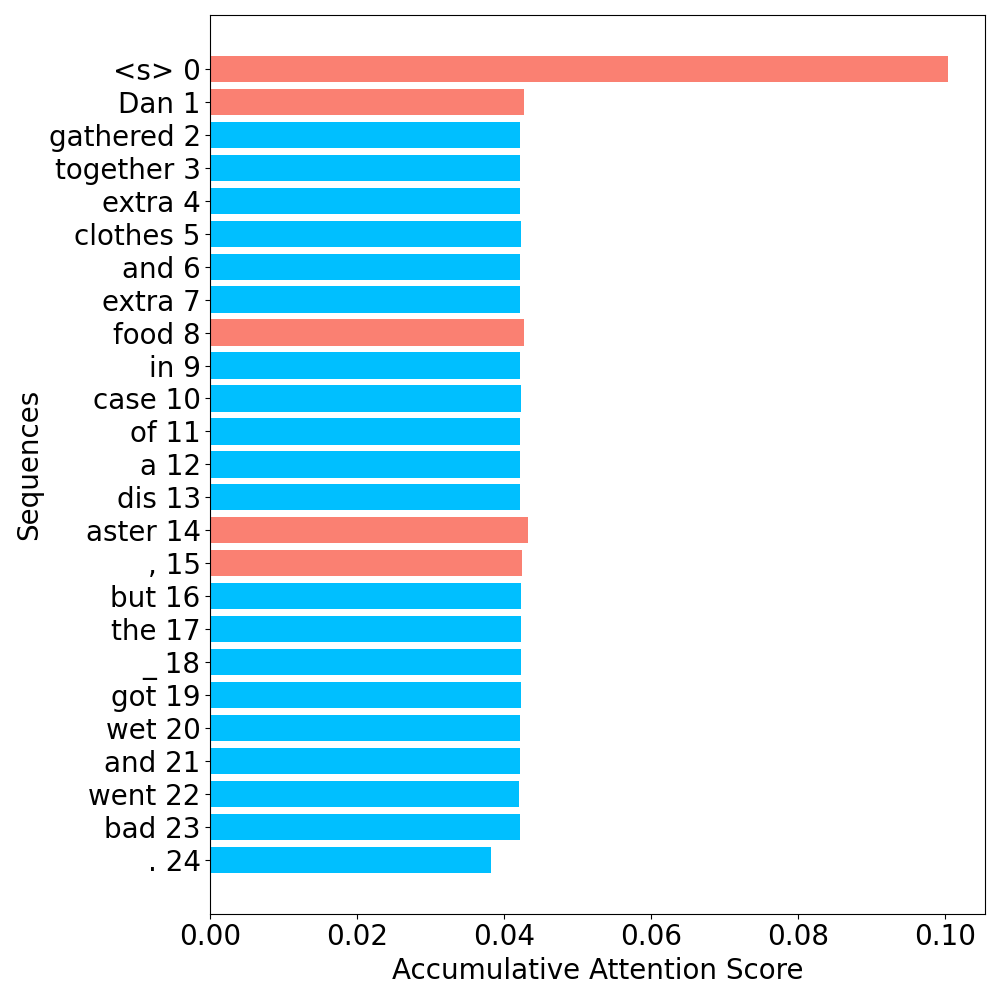 <s> 0
Dan 1
gathered 2
together 3
extra 4
clothes 5
and 6
extra 7
food 8
in 9
case 10
of 11
a 12
dis 13
aster 14
, 15
but 16
the 17
_ 18
got 19
wet 20
and 21
went 22
bad 23
. 24
Sequences
0.00 0.02 0.04 0.06 0.08 0.10
Accumulative Attention Score